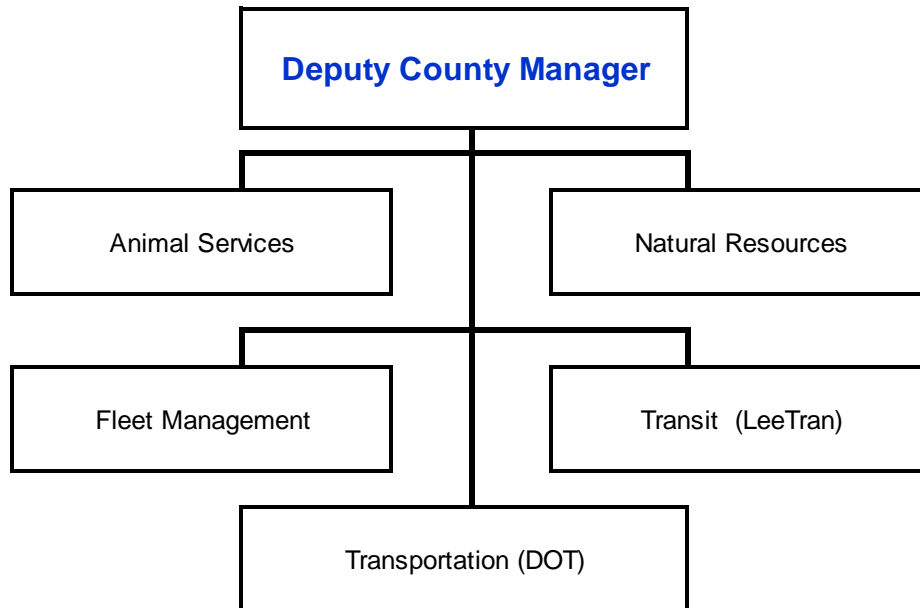 Deputy County Manager
Animal Services
Natural Resources
Fleet Management
Transit (LeeTran)
Transportation (DOT)